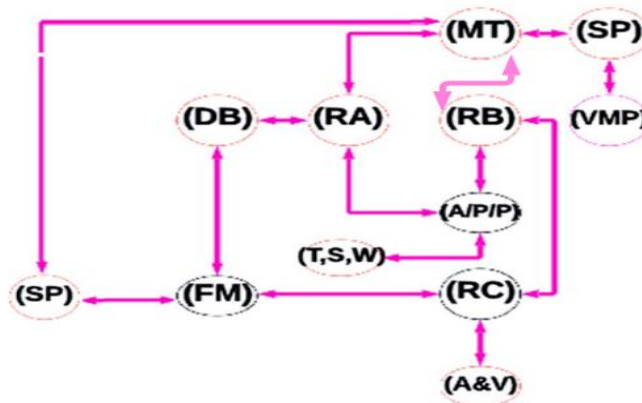 (MT)
(SP)
(DB)
(RA)
(RB)
(VMP)
(A/P/P)
(T,S,W)
(SP)
(FM)
(RC)
(A&V)